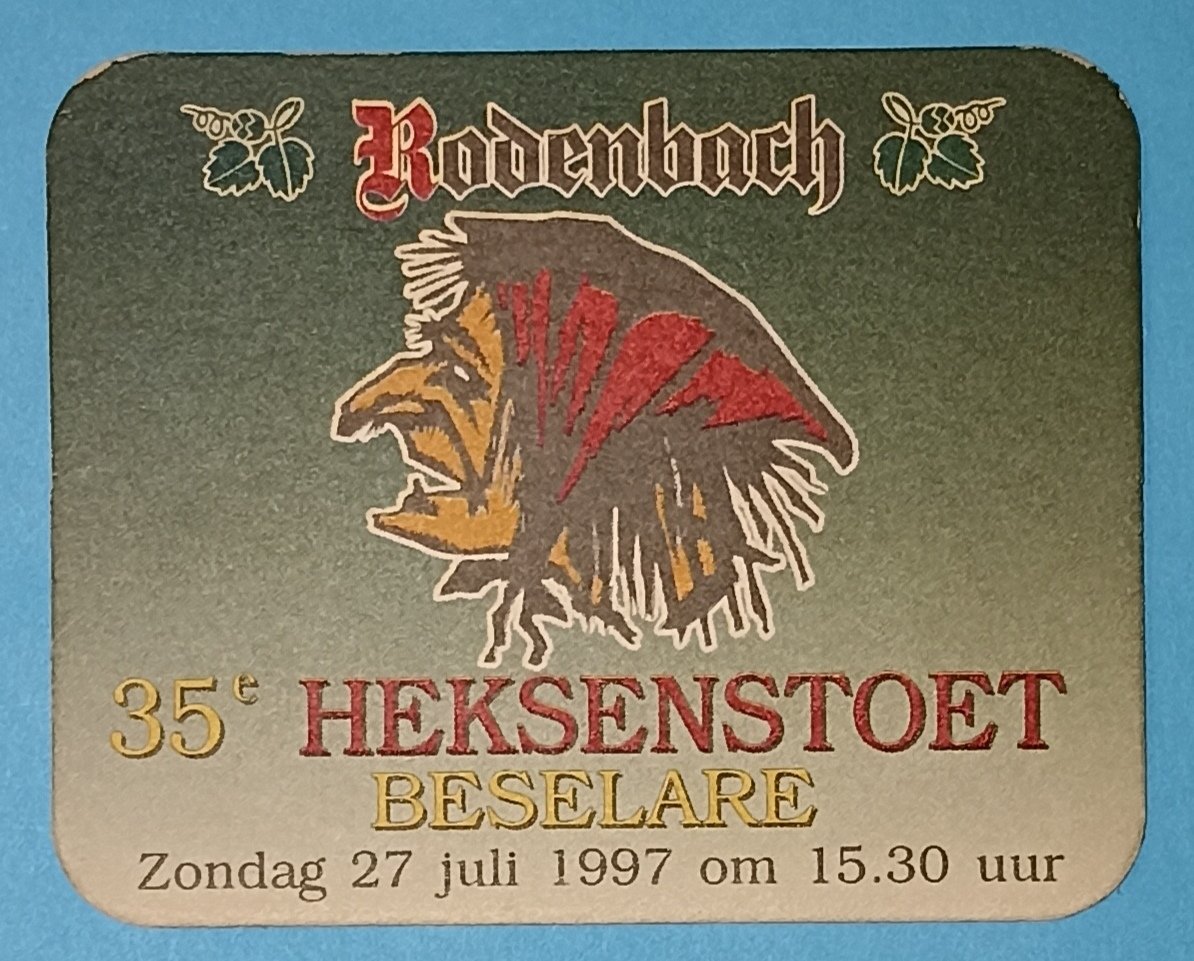 Rodenbach
35e HEKSENSTOET
BESELARE
Zondag 27 juli 1997 om 15.30 uur